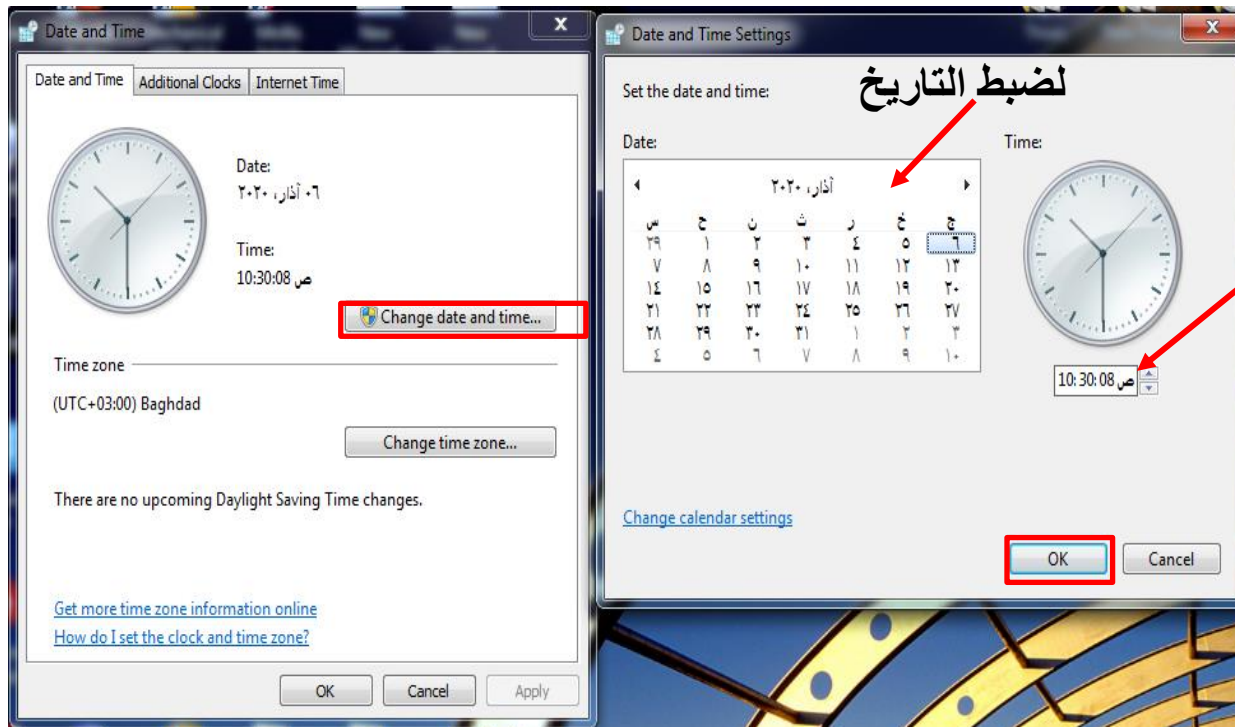 Date and Time
Date and Time Additional Clocks Internet Time
Date:
٠٦ آذار، ٢٠٢٠
Time:
10:30:08 ص
Change date and time...
Time zone
(UTC+03:00) Baghdad
Change time zone...
There are no upcoming Daylight Saving Time changes.
Get more time zone information online
How do I set the clock and time zone?
OK Cancel Apply
Date and Time Settings
X
Set the date and time:
لضبط التاريخ
Date:
Time:
آذار، ٢٠٢٠
س ح ن ث ر خ ج
٢٩ ١ ٢ ٣ ٤ ٥ ٦
٧ ٨ ٩ ١٠ ١١ ١٢ ١٣
١٤ ١٥ ١٦ ١٧ ١٨ ١٩ ٢٠
٢١ ٢٢ ٢٣ ٢٤ ٢٥ ٢٦ ٢٧
٢٨ ٢٩ ٣٠ ٣١ ١ ٢ ٣
٤ ٥ ٦ ٧ ٨ ٩ ١٠
10:30:08 ص
Change calendar settings
OK Cancel